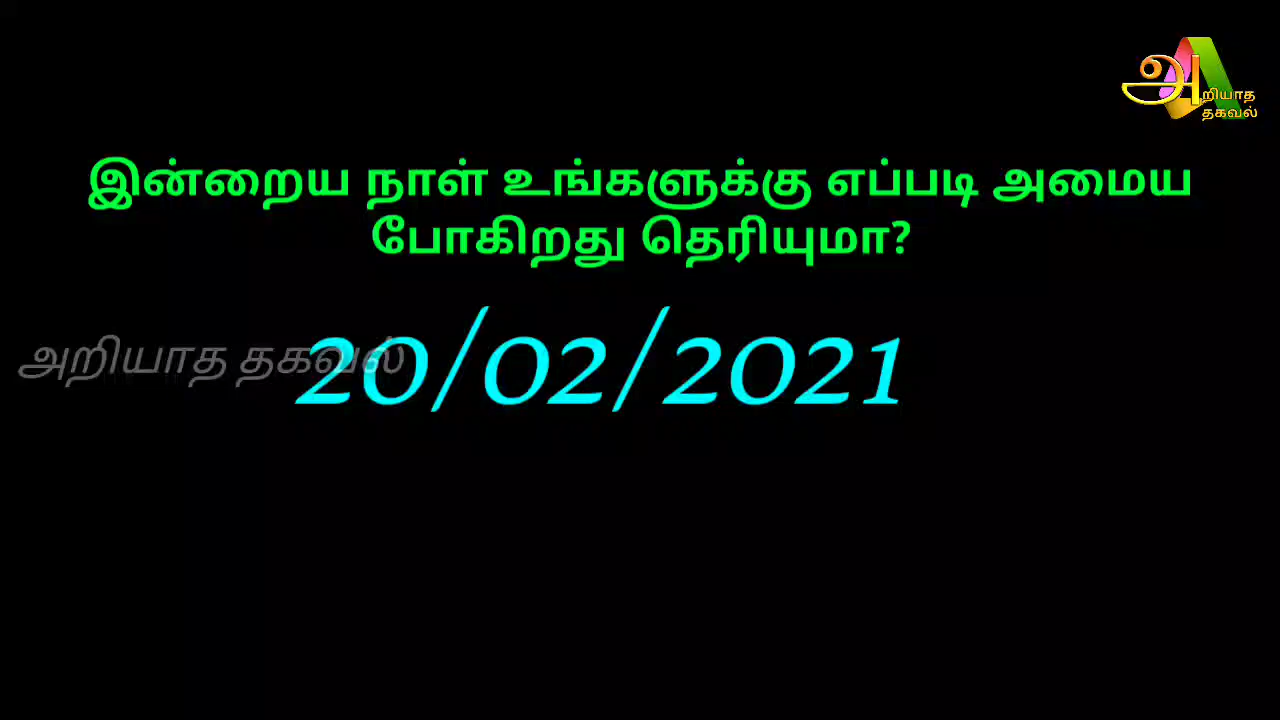 அறியாத
தகவல்
இன்றைய நாள் உங்களுக்கு எப்படி அமைய
போகிறது தெரியுமா?
அறியாத தகவல்
20/02/2021